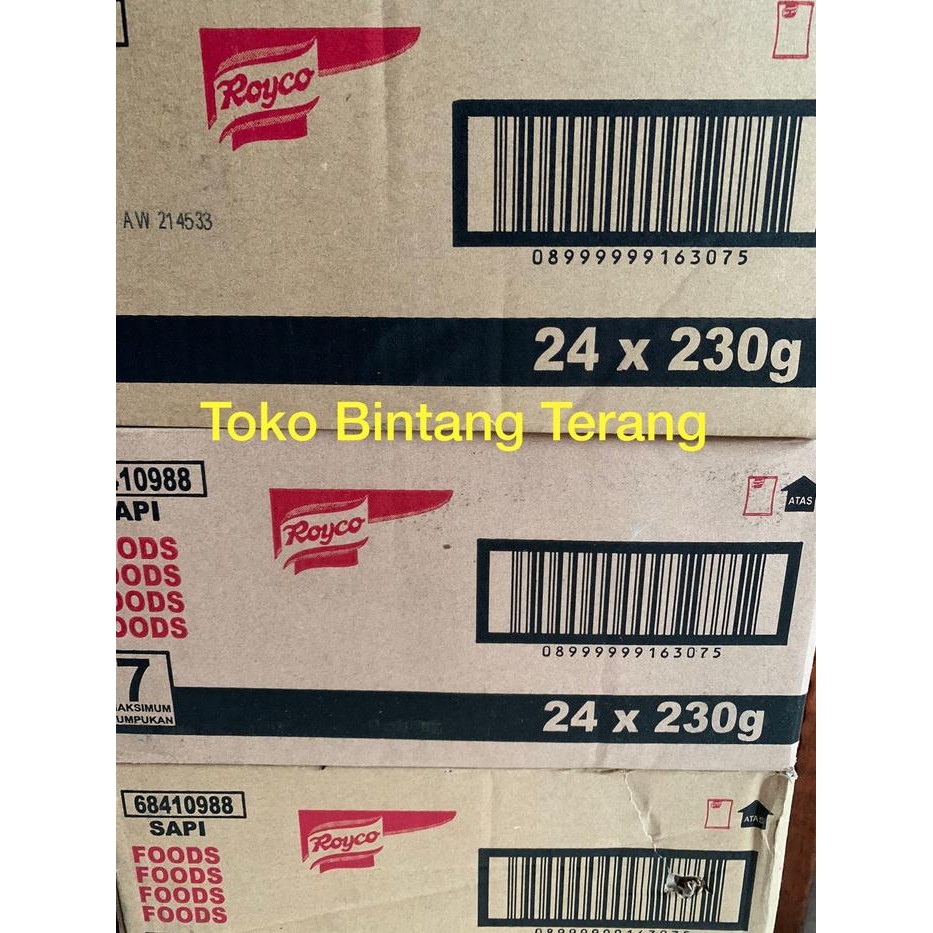 Royco
AW 214533
08999999163075
24 x 230g
Toko Bintang Terang
10988
API
ODS
ODS
ODS
ODS
Royco
ATAS
08999999163075
7
AKSIMUM
UMPUKAN
24 x 230g
68410988
SAPI
FOODS
FOODS
FOODS
FOODS
Royco
ATAS